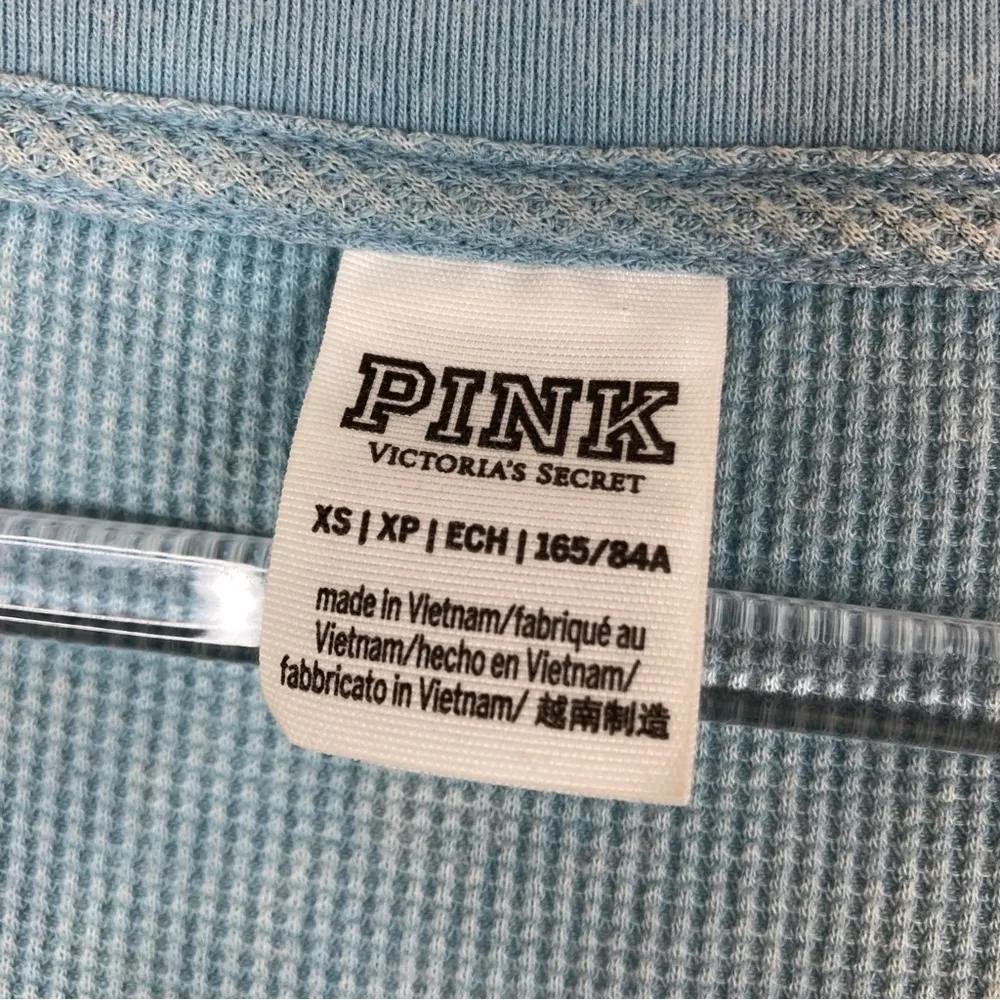 PINK
VICTORIA'S SECRET
XS | XP | ECH | 165/84A
made in Vietnam/fabriqué au
Vietnam/hecho en Vietnam/
fabbricato in Vietnam/ 越南制造